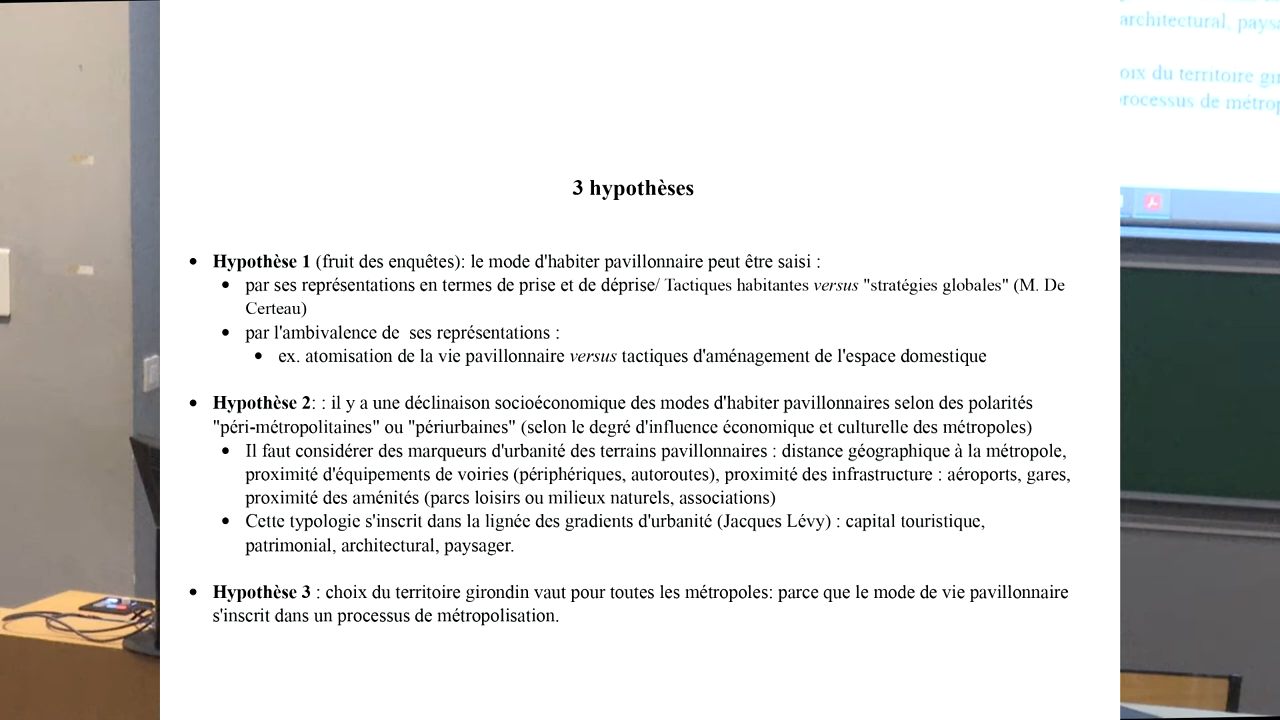 3 hypothèses
• Hypothèse 1 (fruit des enquêtes): le mode d'habiter pavillonnaire peut être saisi :
• par ses représentations en termes de prise et de déprise/ Tactiques habitantes versus "stratégies globales" (M. De
Certeau)
• par l'ambivalence de  ses représentations :
• ex. atomisation de la vie pavillonnaire versus tactiques d'aménagement de l'espace domestique
• Hypothèse 2: : il y a une déclinaison socioéconomique des modes d'habiter pavillonnaires selon des polarités
"péri-métropolitaines" ou "périurbaines" (selon le degré d'influence économique et culturelle des métropoles)
• Il faut considérer des marqueurs d'urbanité des terrains pavillonnaires : distance géographique à la métropole,
proximité d'équipements de voiries (périphériques, autoroutes), proximité des infrastructure : aéroports, gares,
proximité des aménités (parcs loisirs ou milieux naturels, associations)
• Cette typologie s'inscrit dans la lignée des gradients d'urbanité (Jacques Lévy) : capital touristique,
patrimonial, architectural, paysager.
• Hypothèse 3 : choix du territoire girondin vaut pour toutes les métropoles: parce que le mode de vie pavillonnaire
s'inscrit dans un processus de métropolisation.
architectural, paysa
oix du territoire gi
rocessus de métrop